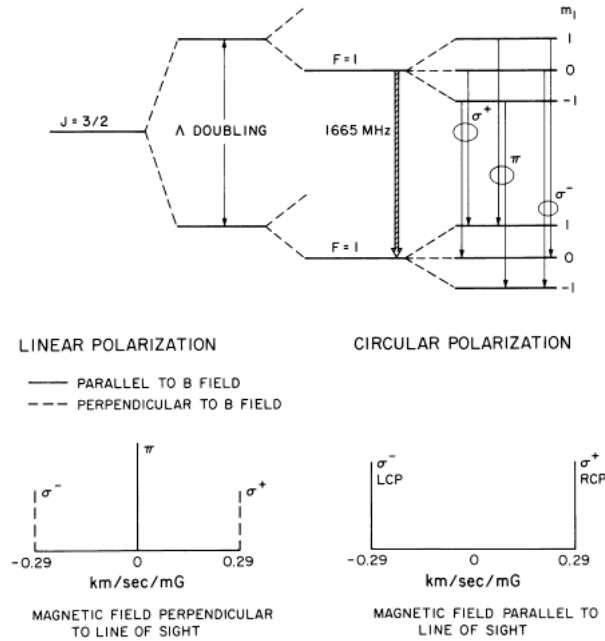 m₁
1
F = 1
0
-1
σ⁺
J = 3/2
Λ DOUBLING
1665 MHz
π
σ⁻
1
F = 1
0
-1
LINEAR POLARIZATION
CIRCULAR POLARIZATION
PARALLEL TO B FIELD
PERPENDICULAR TO B FIELD
π
σ⁻
σ⁺
σ⁻
LCP
σ⁺
RCP
-0.29 0 0.29
-0.29 0 0.29
km/sec/mG
km/sec/mG
MAGNETIC FIELD PERPENDICULAR
TO LINE OF SIGHT
MAGNETIC FIELD PARALLEL TO
LINE OF SIGHT